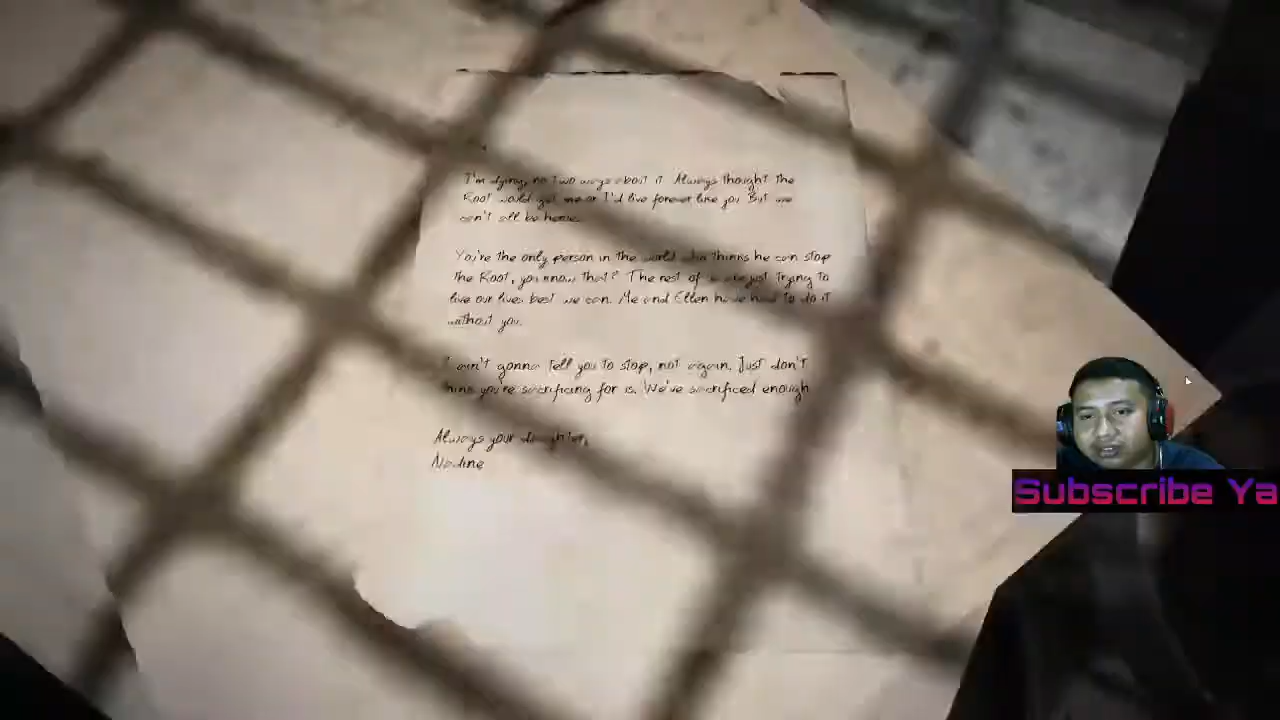 I'm dying, no two ways about it. Always thought the
Root would get me or I'd live forever like you. But we
can't all be heroes.
You're the only person in the world who thinks he can stop
the Root, you know that? The rest of us are just trying to
live our lives best we can. Me and Ellen have had to do it
without you.
I ain't gonna tell you to stop, not again. Just don't
think you're sacrificing for us. We've sacrificed enough.
Always your daughter,
Nadine
Subscribe Ya